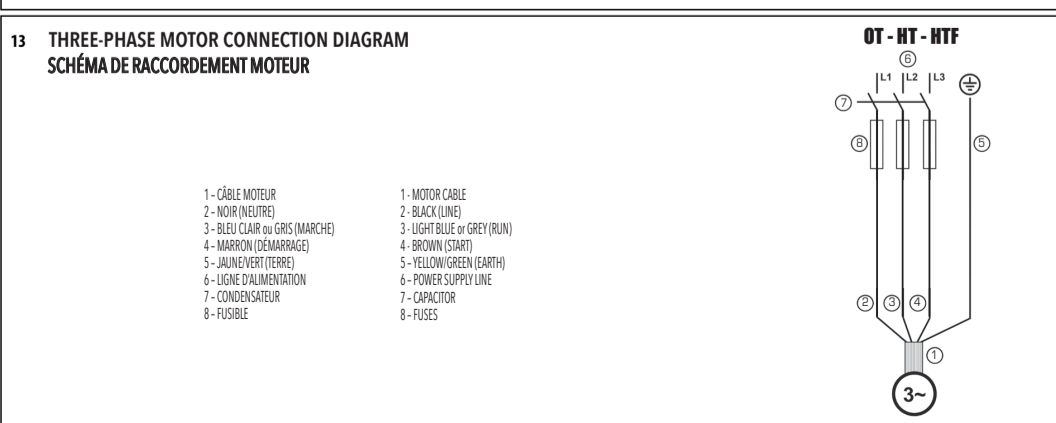 13 THREE-PHASE MOTOR CONNECTION DIAGRAM
SCHÉMA DE RACCORDEMENT MOTEUR
1 – CÂBLE MOTEUR
2 – NOIR (NEUTRE)
3 – BLEU CLAIR ou GRIS (MARCHE)
4 – MARRON (DÉMARRAGE)
5 – JAUNE/VERT (TERRE)
6 – LIGNE D'ALIMENTATION
7 – CONDENSATEUR
8 – FUSIBLE
1 - MOTOR CABLE
2 - BLACK (LINE)
3 - LIGHT BLUE or GREY (RUN)
4 - BROWN (START)
5 – YELLOW/GREEN (EARTH)
6 – POWER SUPPLY LINE
7 – CAPACITOR
8 – FUSES
OT - HT - HTF
6
L1 L2 L3
7
8 5
2 3 4
1
3~